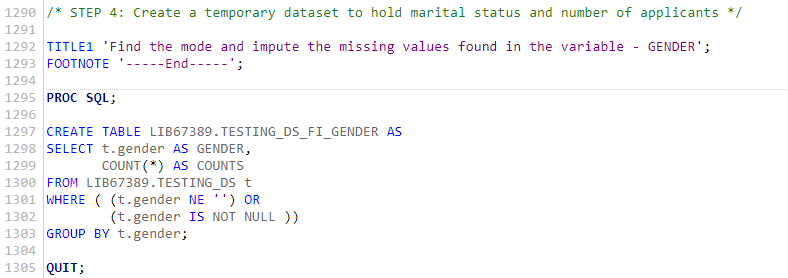 1290 /* STEP 4: Create a temporary dataset to hold marital status and number of applicants */
1291
1292 TITLE1 'Find the mode and impute the missing values found in the variable - GENDER';
1293 FOOTNOTE '-----End-----';
1294
1295 PROC SQL;
1296
1297 CREATE TABLE LIB67389.TESTING_DS_FI_GENDER AS
1298 SELECT t.gender AS GENDER,
1299        COUNT(*) AS COUNTS
1300 FROM LIB67389.TESTING_DS t
1301 WHERE ( (t.gender NE '') OR
1302         (t.gender IS NOT NULL ))
1303 GROUP BY t.gender;
1304
1305 QUIT;